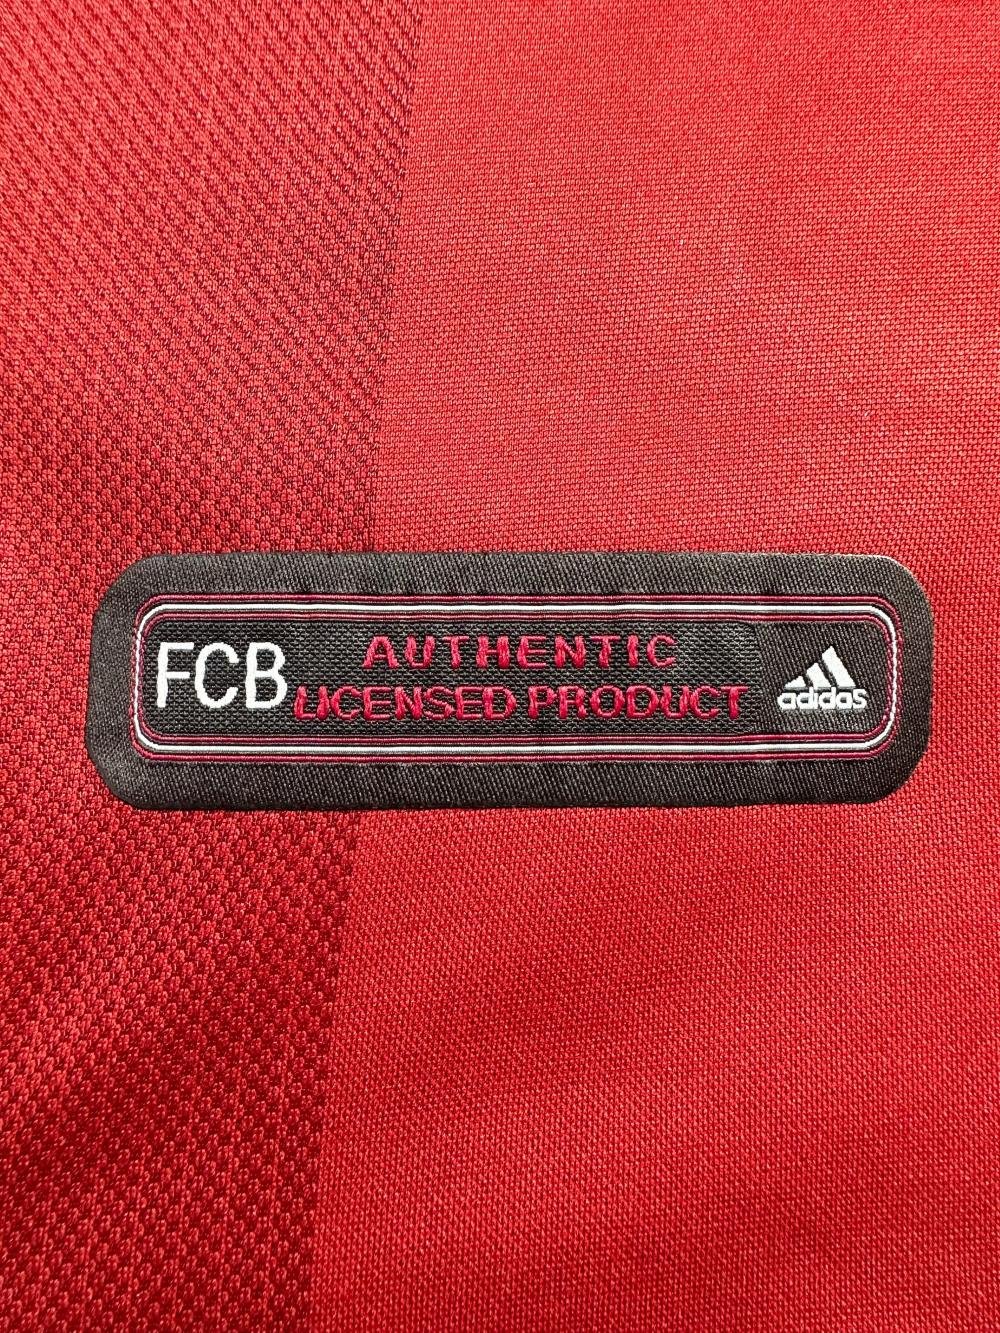 FCB
AUTHENTIC
LICENSED PRODUCT
adidas